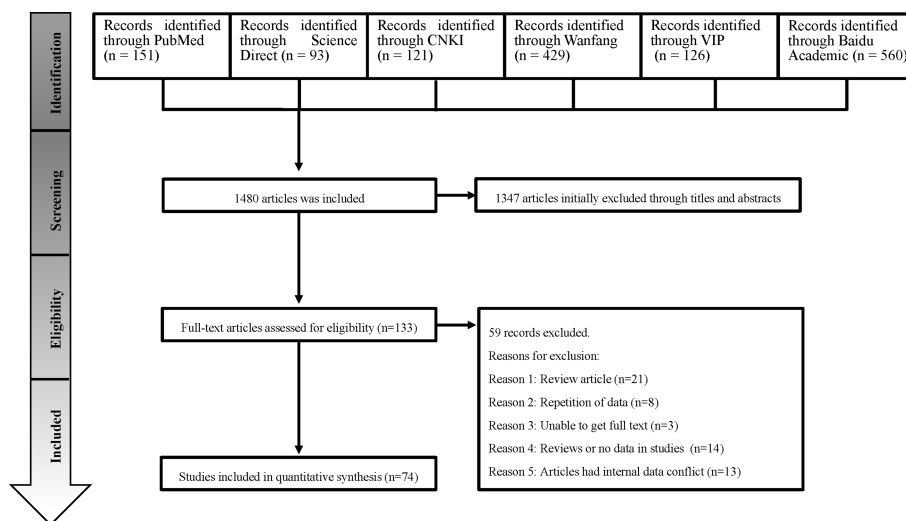 Identification
Records identified
through PubMed
(n = 151)
Records identified
through Science
Direct (n = 93)
Records identified
through CNKI
(n = 121)
Records identified
through Wanfang
(n = 429)
Records identified
through VIP
(n = 126)
Records identified
through Baidu
Academic (n = 560)
Screening
1480 articles was included
1347 articles initially excluded through titles and abstracts
Eligibility
Full-text articles assessed for eligibility (n=133)
59 records excluded.
Reasons for exclusion:
Reason 1: Review article (n=21)
Reason 2: Repetition of data (n=8)
Reason 3: Unable to get full text (n=3)
Reason 4: Reviews or no data in studies (n=14)
Reason 5: Articles had internal data conflict (n=13)
Included
Studies included in quantitative synthesis (n=74)